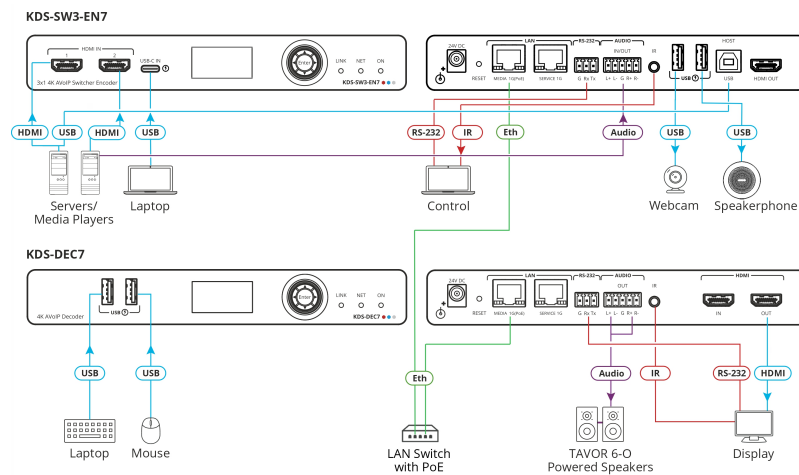 KDS-SW3-EN7
HDMI IN
1
2
USB-C IN
Enter
LINK
NET
ON
3x1 4K AVoIP Switcher Encoder
KDS-SW3-EN7
24V DC
LAN
RS-232
AUDIO
IN/OUT
IR
HOST
RESET
MEDIA 1G(PoE)
SERVICE 1G
G Rx Tx
L+ L- G R+ R-
USB
USB
HDMI OUT
HDMI
USB
HDMI
USB
RS-232
IR
Eth
Audio
USB
USB
Servers/
Media Players
Laptop
Control
Webcam
Speakerphone
KDS-DEC7
USB
Enter
LINK
NET
ON
4K AVoIP Decoder
KDS-DEC7
24V DC
LAN
RS-232
AUDIO
OUT
IR
HDMI
RESET
MEDIA 1G(PoE)
SERVICE 1G
G Rx Tx
L+ L- G R+ R-
IN
OUT
USB
USB
Eth
Audio
IR
RS-232
HDMI
Laptop
Mouse
LAN Switch
with PoE
TAVOR 6-O
Powered Speakers
Display